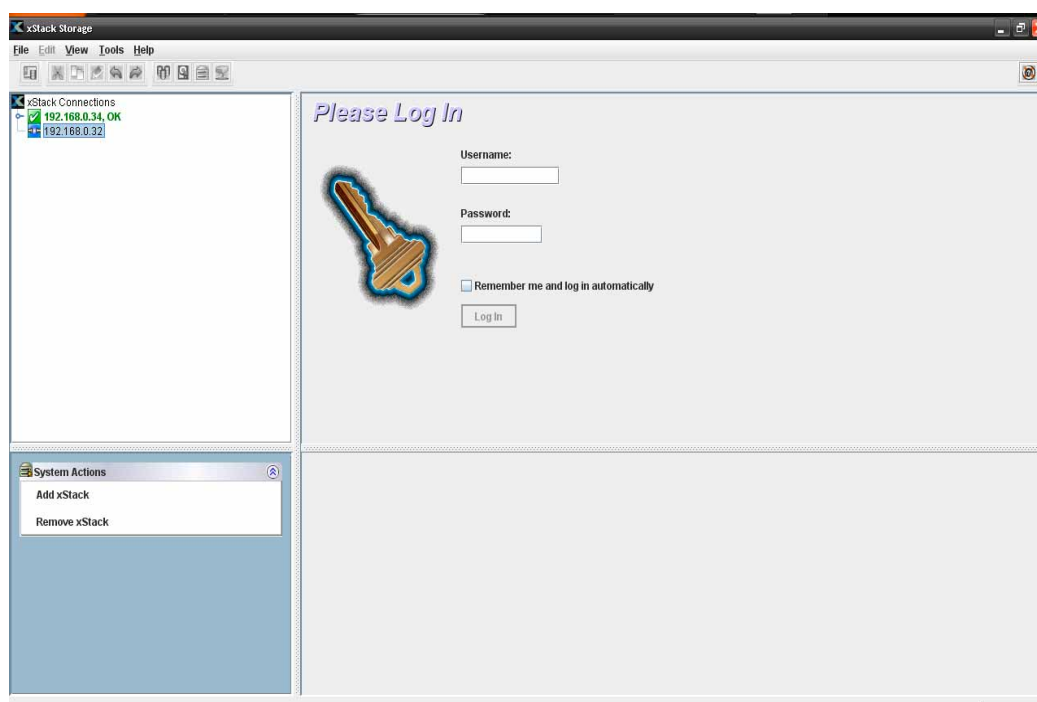 xStack Storage
File Edit View Tools Help
xStack Connections
192.168.0.34, OK
192.168.0.32
Please Log In
Username:
Password:
Remember me and log in automatically
Log In
System Actions
Add xStack
Remove xStack